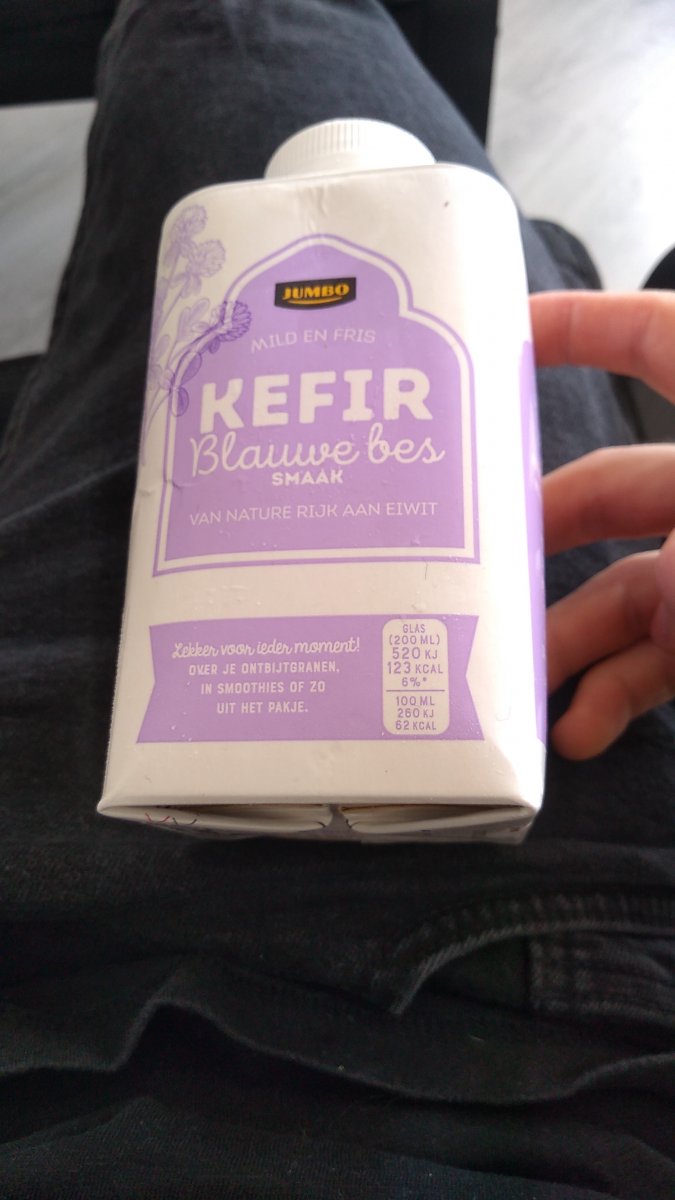 JUMBO
MILD EN FRIS
KEFIR
Blauwe bes
SMAAK
VAN NATURE RIJK AAN EIWIT
Lekker voor ieder moment!
OVER JE ONTBIJTGRANEN,
IN SMOOTHIES OF ZO
UIT HET PAKJE.
GLAS
(200 ML)
520 KJ
123 KCAL
6%*
100 ML
260 KJ
62 KCAL